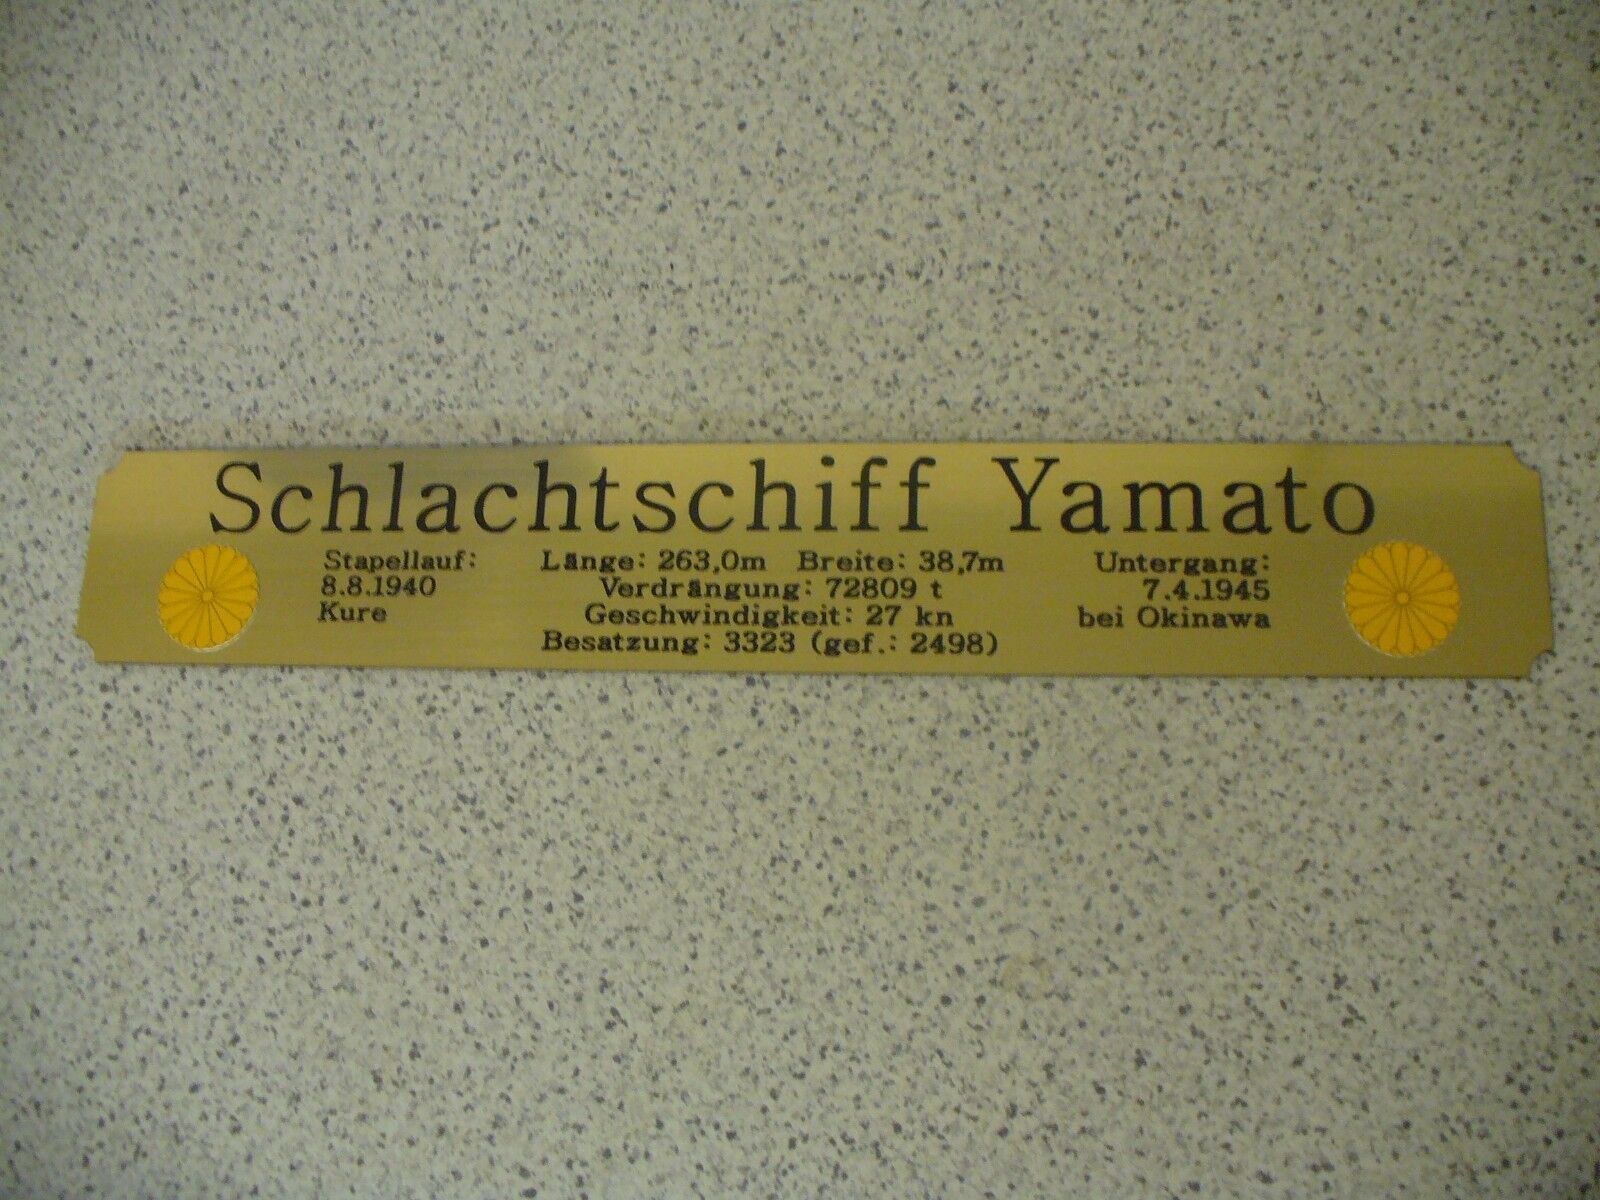 Schlachtschiff Yamato
Stapellauf: Länge: 263,0m Breite: 38,7m Untergang:
8.8.1940 Verdrängung: 72809 t 7.4.1945
Kure Geschwindigkeit: 27 kn bei Okinawa
Besatzung: 3323 (gef.: 2498)